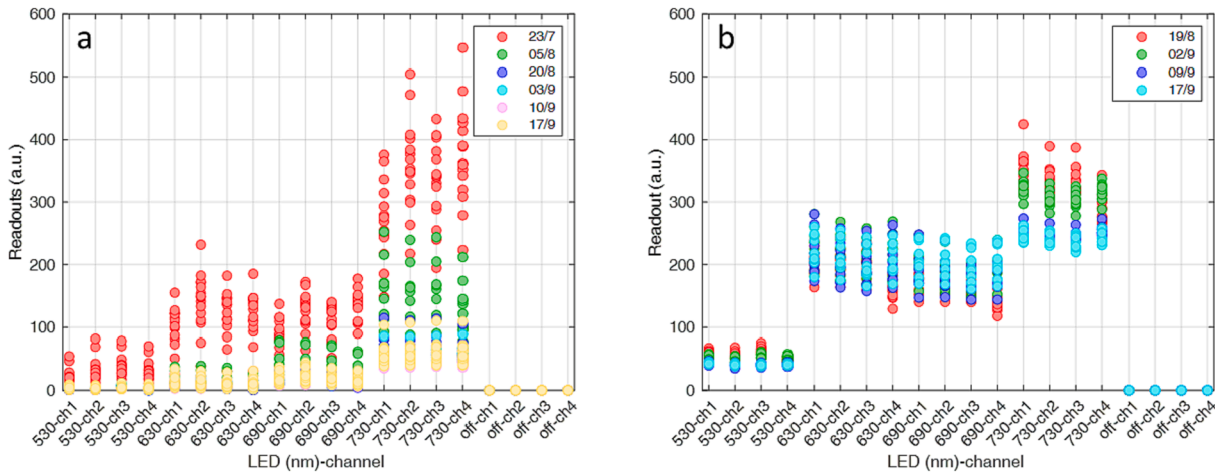 a
23/7
05/8
20/8
03/9
10/9
17/9
Readouts (a.u.)
600
500
400
300
200
100
0
530-ch1
530-ch2
530-ch3
530-ch4
630-ch1
630-ch2
630-ch3
630-ch4
690-ch1
690-ch2
690-ch3
690-ch4
730-ch1
730-ch2
730-ch3
730-ch4
off-ch1
off-ch2
off-ch3
off-ch4
LED (nm)-channel
b
19/8
02/9
09/9
17/9
Readout (a.u.)
600
500
400
300
200
100
0
530-ch1
530-ch2
530-ch3
530-ch4
630-ch1
630-ch2
630-ch3
630-ch4
690-ch1
690-ch2
690-ch3
690-ch4
730-ch1
730-ch2
730-ch3
730-ch4
off-ch1
off-ch2
off-ch3
off-ch4
LED (nm)-channel